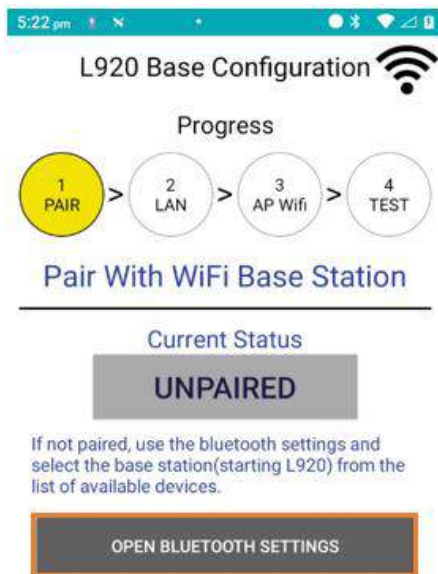 5:22 pm
L920 Base Configuration
Progress
1 PAIR > 2 LAN > 3 AP Wifi > 4 TEST
Pair With WiFi Base Station
Current Status
UNPAIRED
If not paired, use the bluetooth settings and
select the base station(starting L920) from the
list of available devices.
OPEN BLUETOOTH SETTINGS